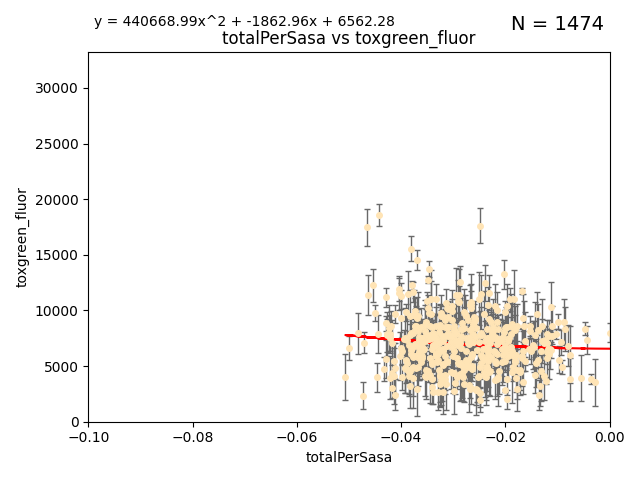 y = 440668.99x^2 + -1862.96x + 6562.28
N = 1474
totalPerSasa vs toxgreen_fluor
30000
25000
20000
15000
10000
5000
0
toxgreen_fluor
−0.10
−0.08
−0.06
−0.04
−0.02
0.00
totalPerSasa